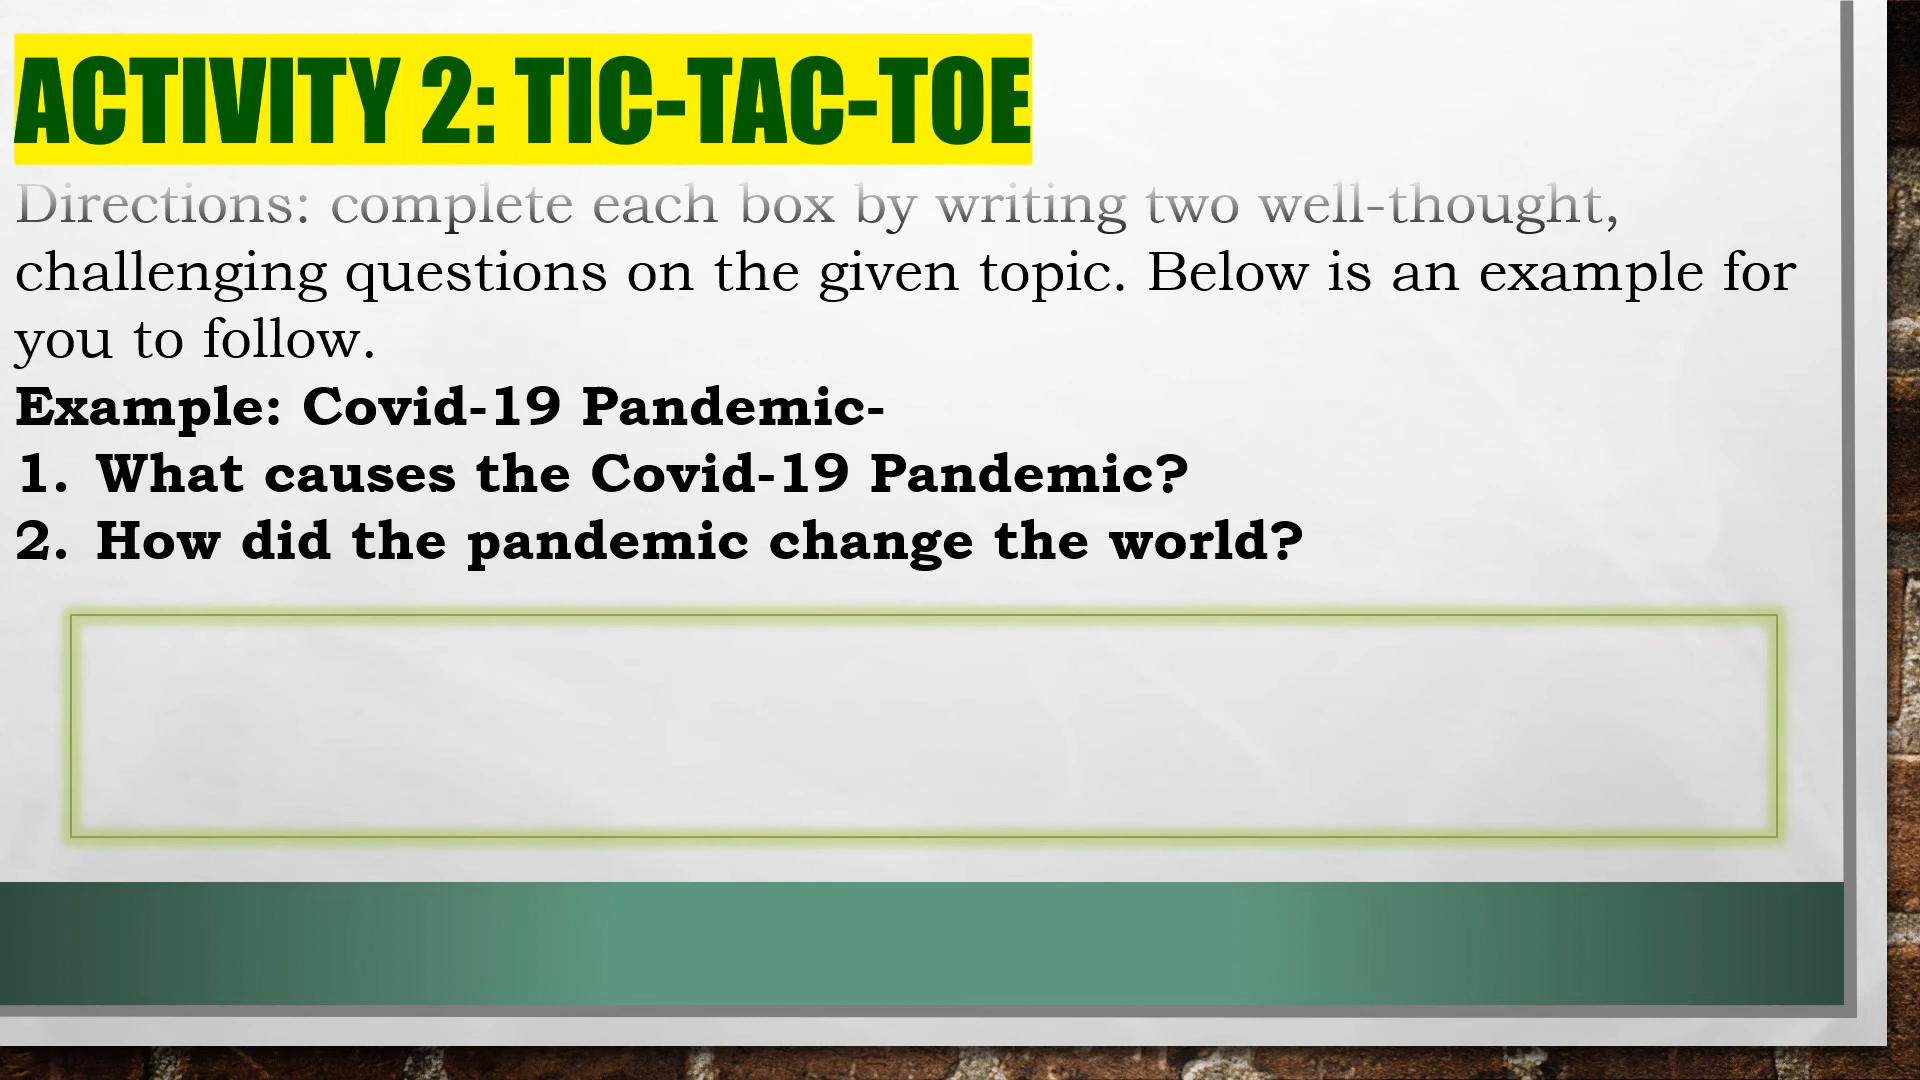 ACTIVITY 2: TIC-TAC-TOE
Directions: complete each box by writing two well-thought,
challenging questions on the given topic. Below is an example for
you to follow.
Example: Covid-19 Pandemic-
1. What causes the Covid-19 Pandemic?
2. How did the pandemic change the world?